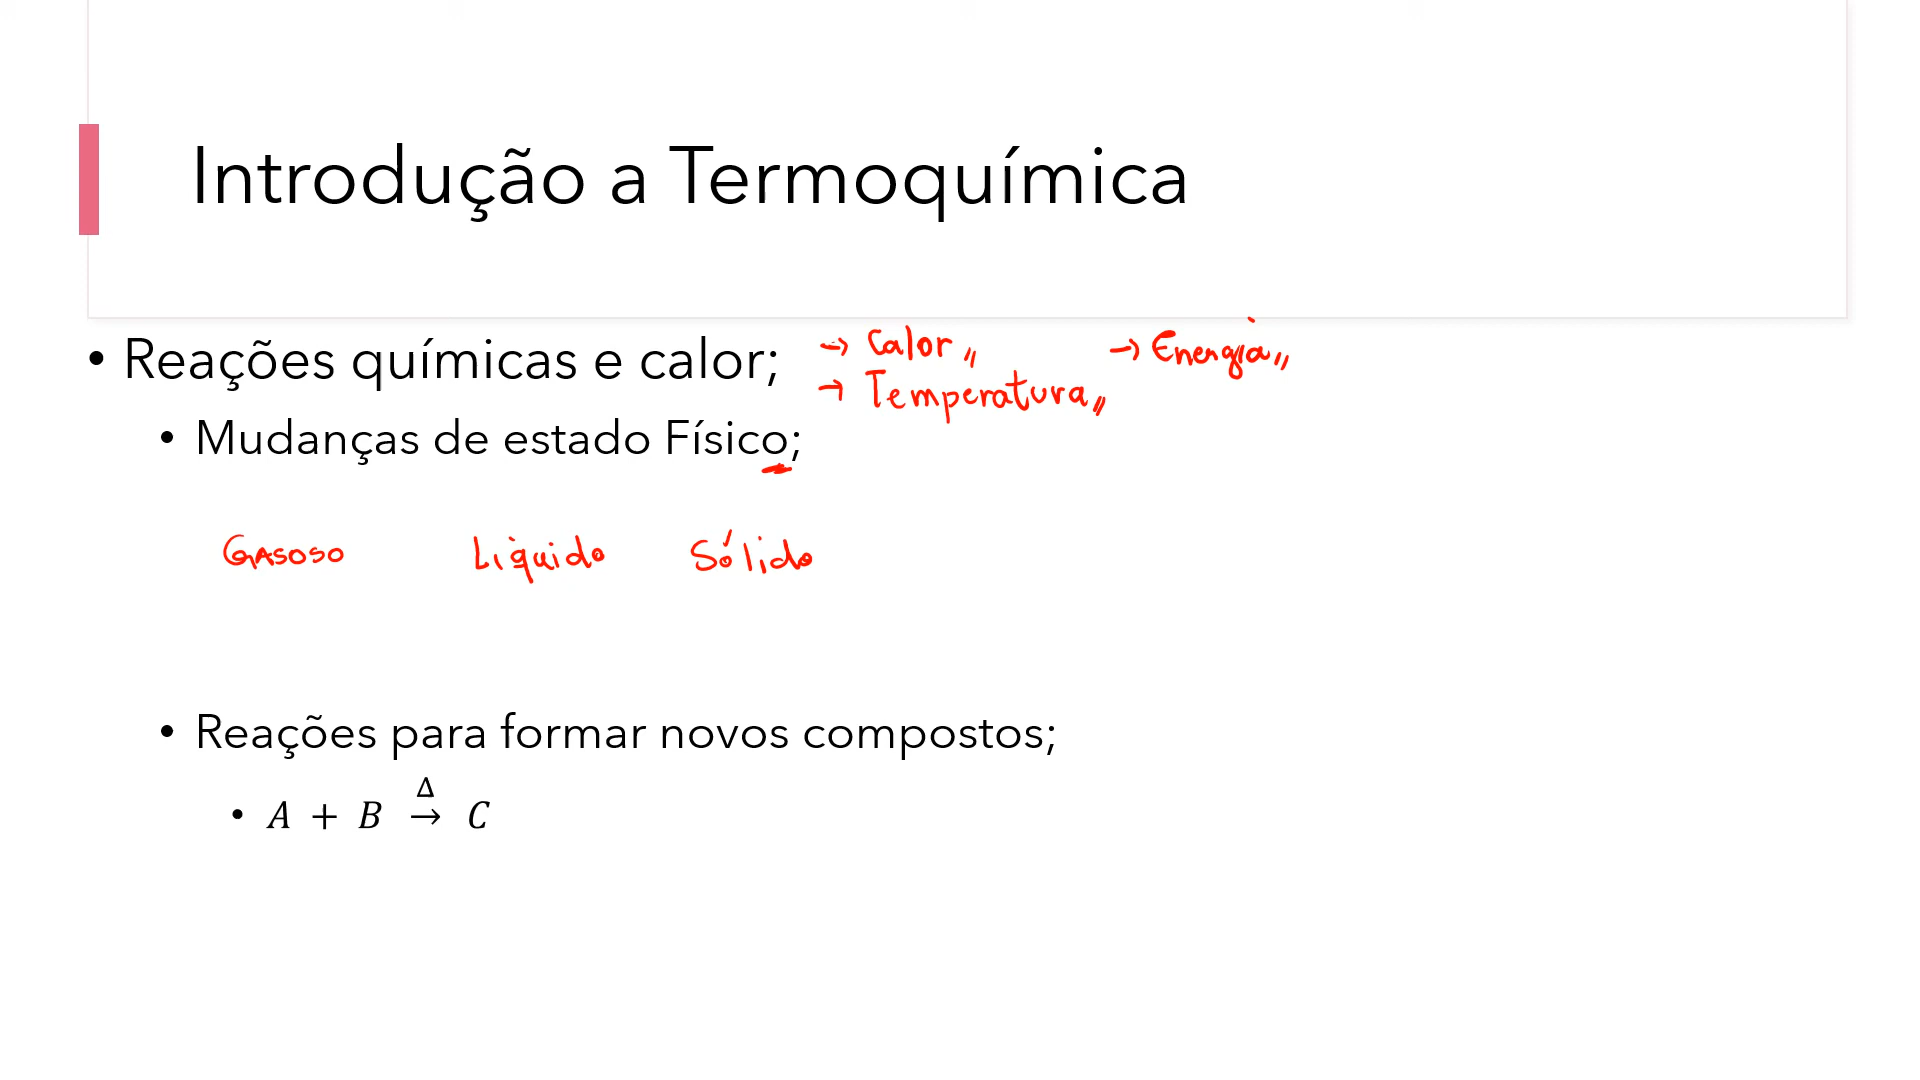 Introdução a Termoquímica
• Reações químicas e calor; → Calor,, → Energia,,
→ Temperatura,,
• Mudanças de estado Físico;
GASOSO Líquido Sólido
• Reações para formar novos compostos;
Δ
• A + B → C